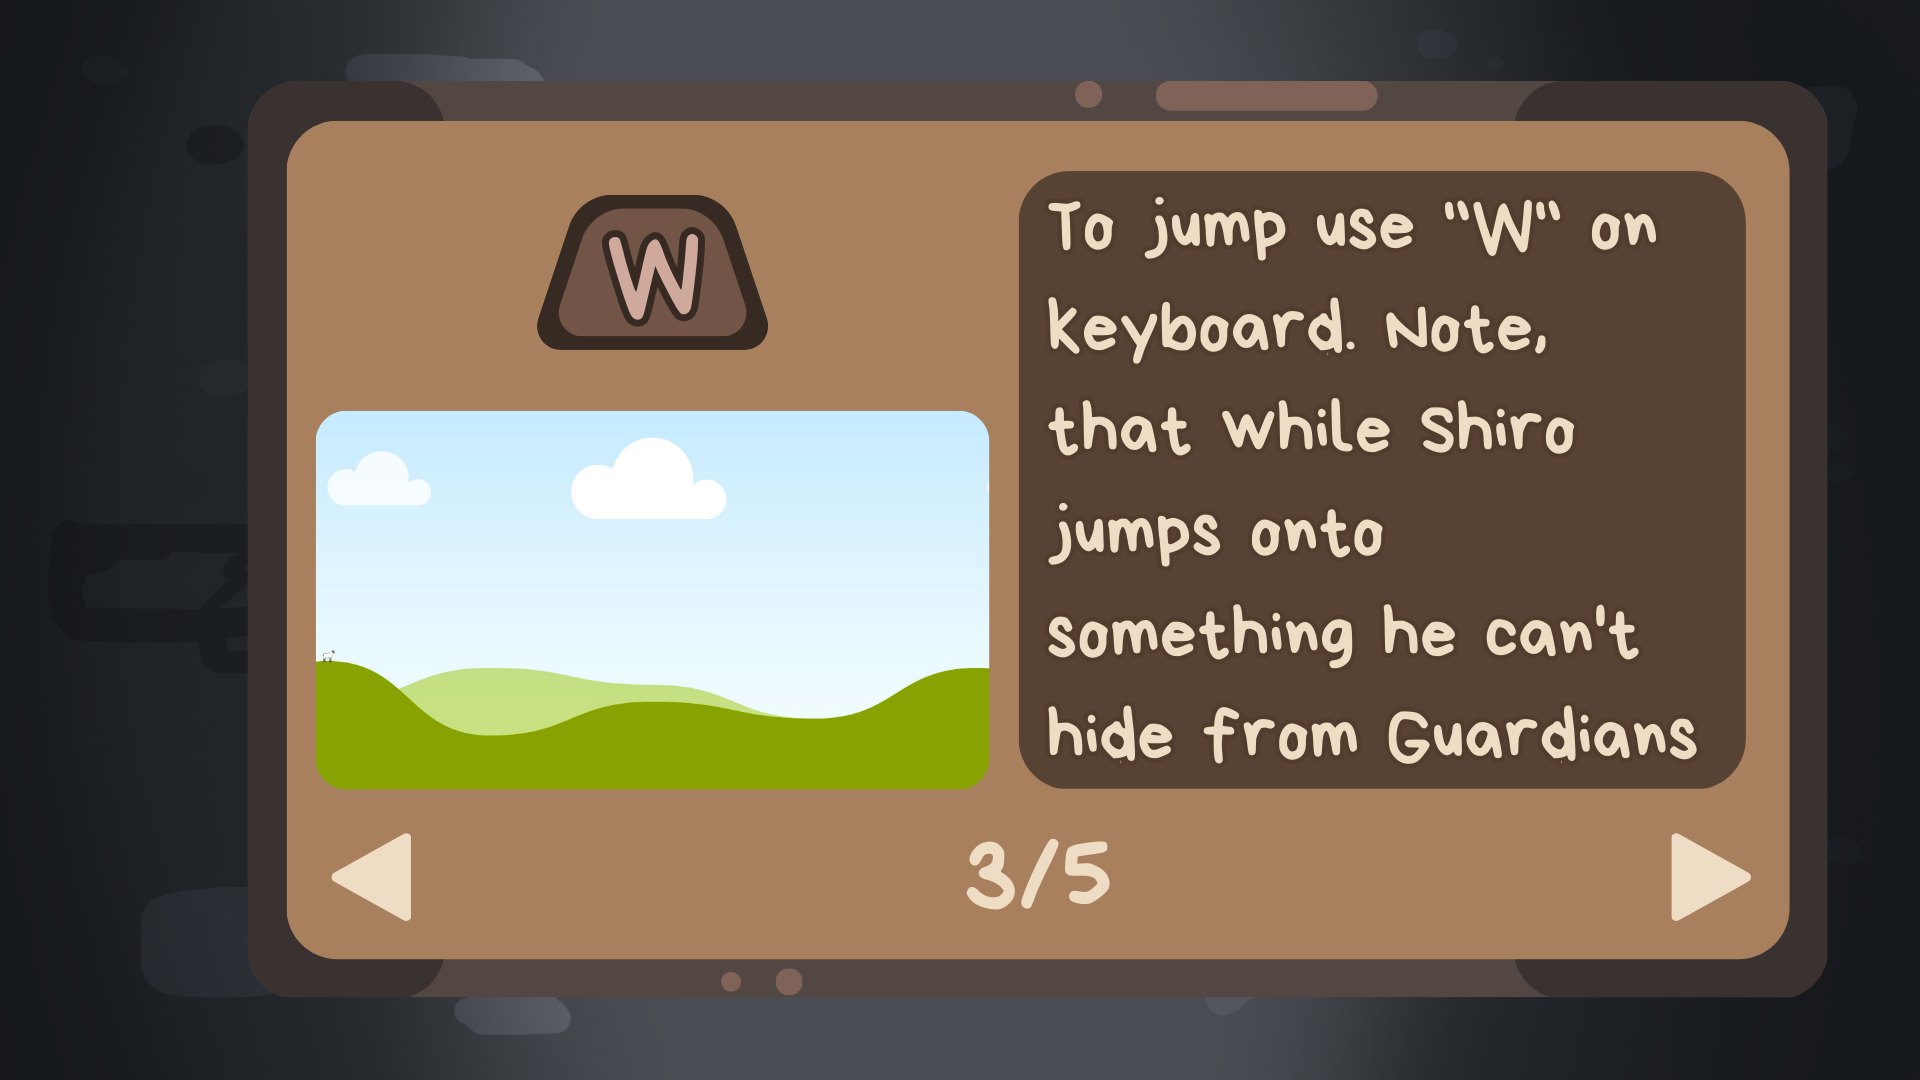 W
To jump use "W" on
keyboard. Note,
that while Shiro
jumps onto
something he can't
hide from Guardians
3/5